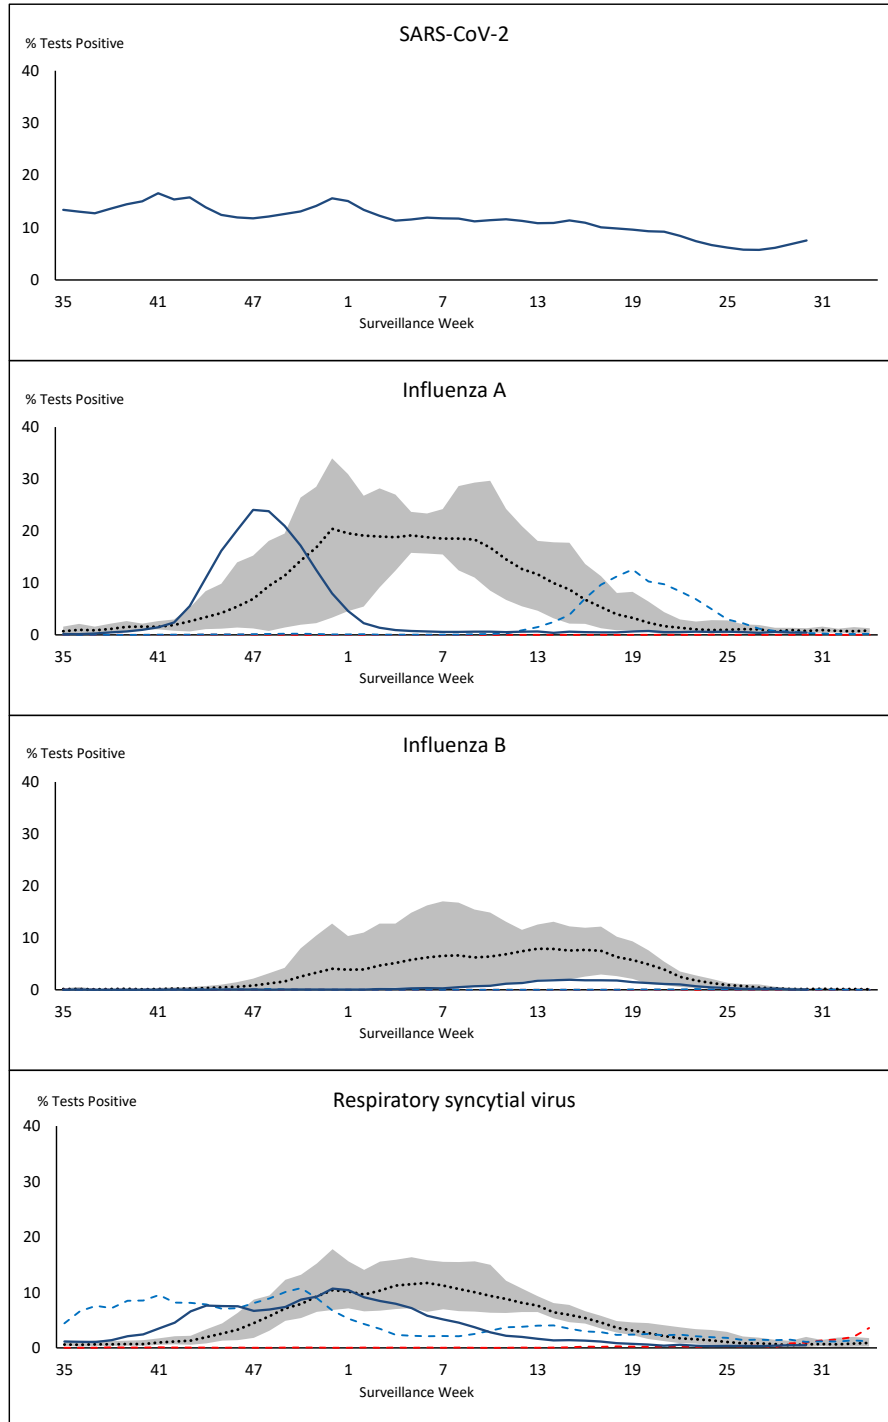 SARS-CoV-2
% Tests Positive
40
30
20
10
0
35 41 47 1 7 13 19 25 31
Surveillance Week
Influenza A
% Tests Positive
40
30
20
10
0
35 41 47 1 7 13 19 25 31
Surveillance Week
Influenza B
% Tests Positive
40
30
20
10
0
35 41 47 1 7 13 19 25 31
Surveillance Week
Respiratory syncytial virus
% Tests Positive
40
30
20
10
0
35 41 47 1 7 13 19 25 31
Surveillance Week